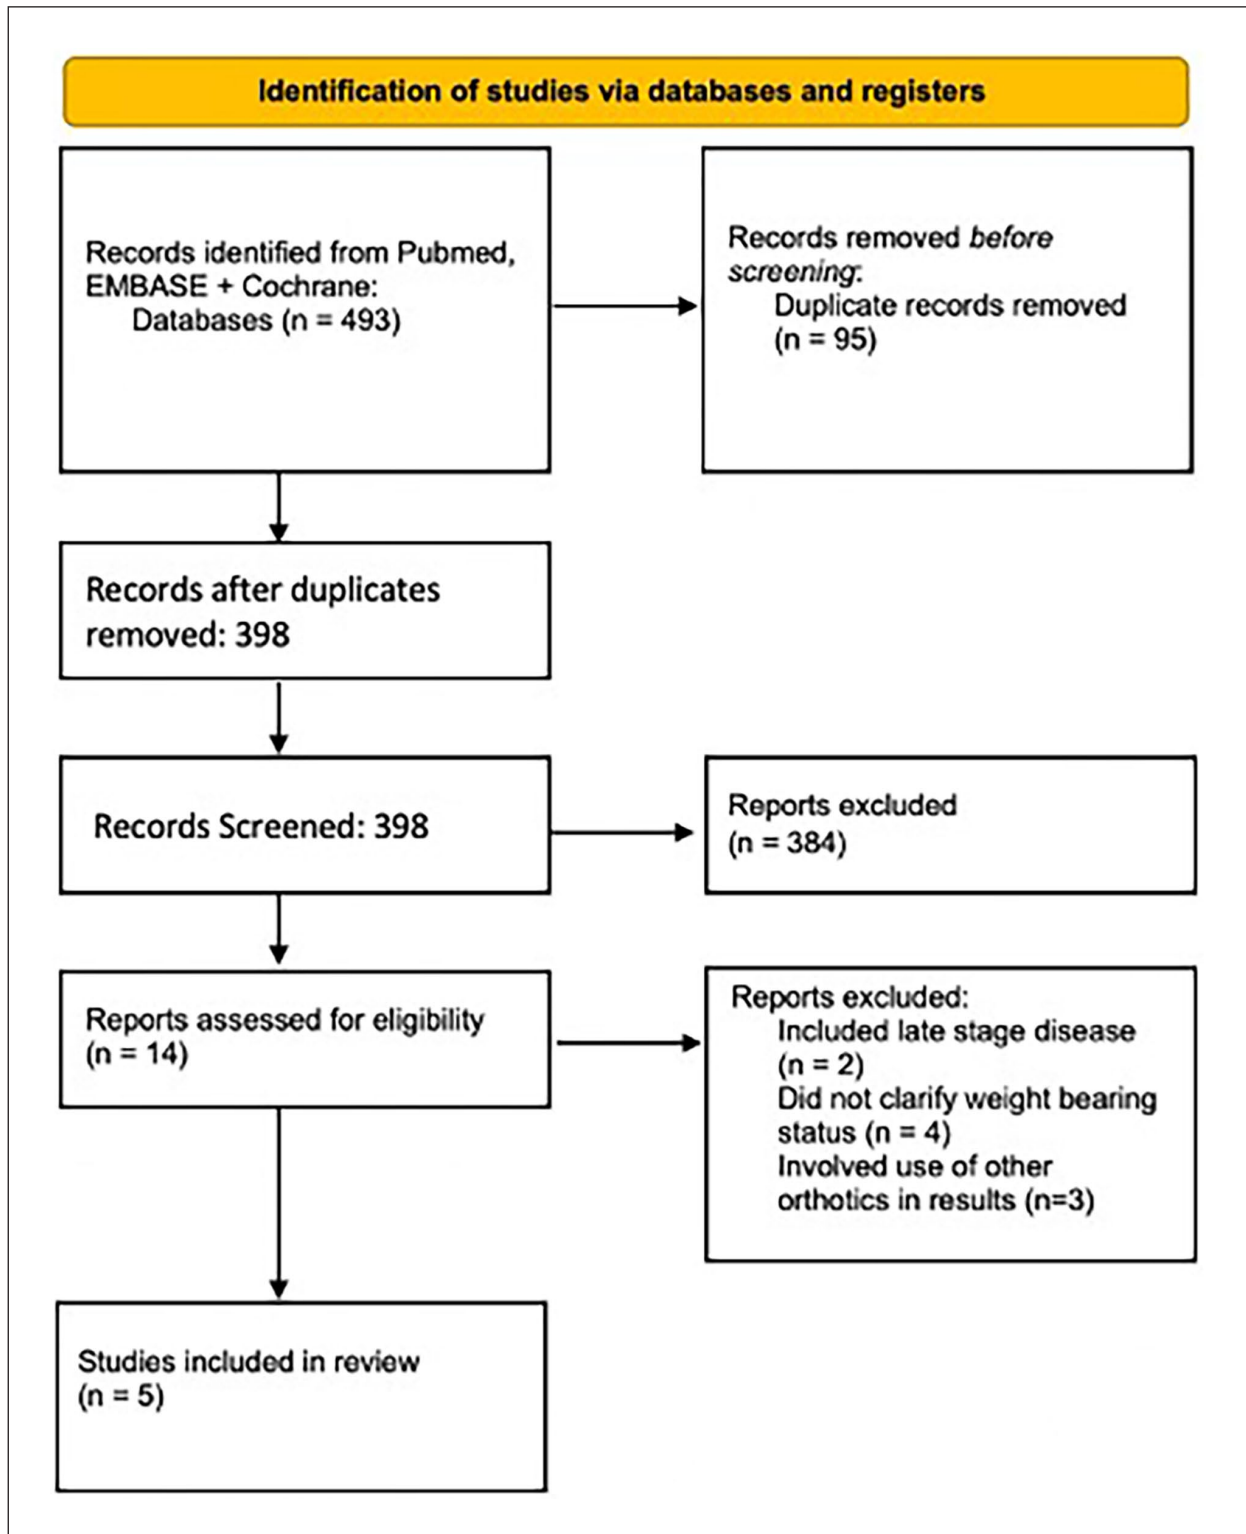 Identification of studies via databases and registers
Records identified from Pubmed,
EMBASE + Cochrane:
Databases (n = 493)
Records removed before
screening:
Duplicate records removed
(n = 95)
Records after duplicates
removed: 398
Records Screened: 398
Reports excluded
(n = 384)
Reports assessed for eligibility
(n = 14)
Reports excluded:
Included late stage disease
(n = 2)
Did not clarify weight bearing
status (n = 4)
Involved use of other
orthotics in results (n=3)
Studies included in review
(n = 5)